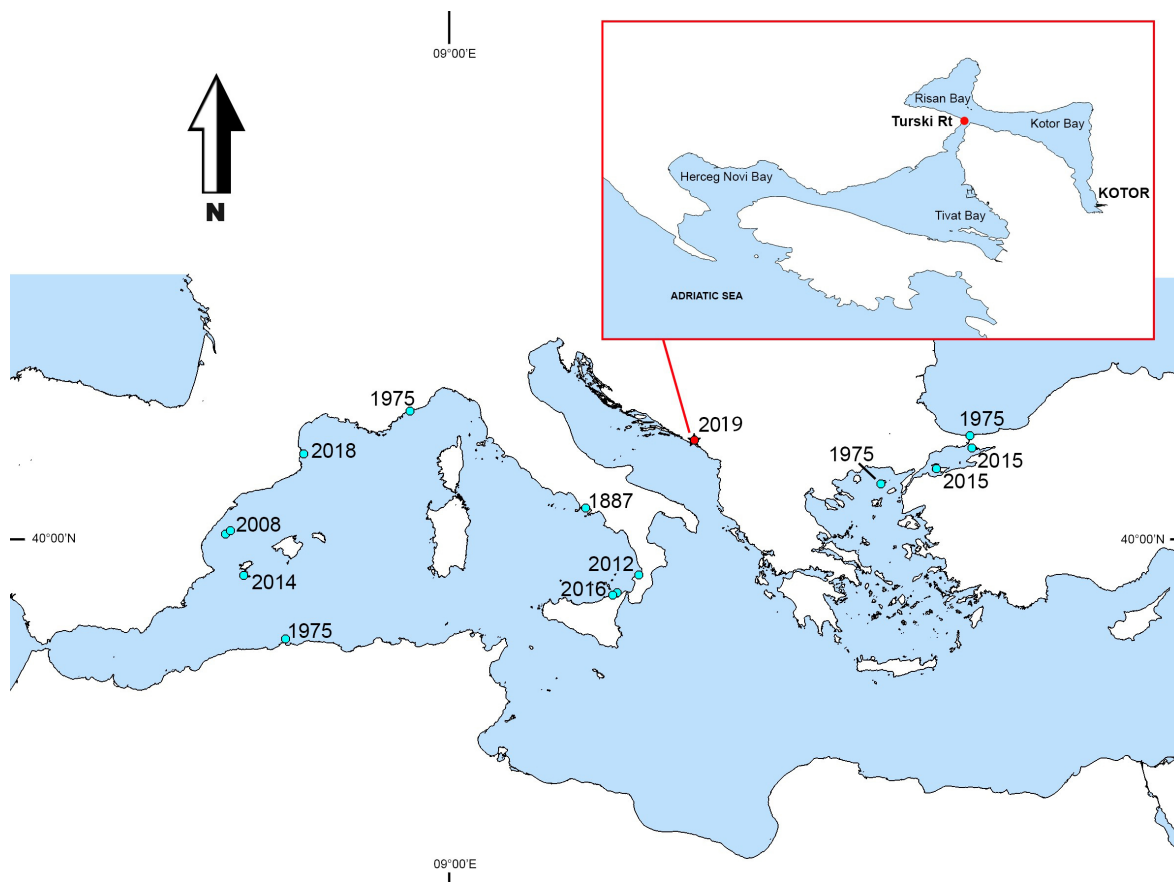 09°00'E
N
Risan Bay
Turski Rt
Kotor Bay
Herceg Novi Bay
KOTOR
Tivat Bay
ADRIATIC SEA
1975
2019
1975
2018
1975
2015
2015
1887
2008
40°00'N
40°00'N
2012
2014
2016
1975
09°00'E